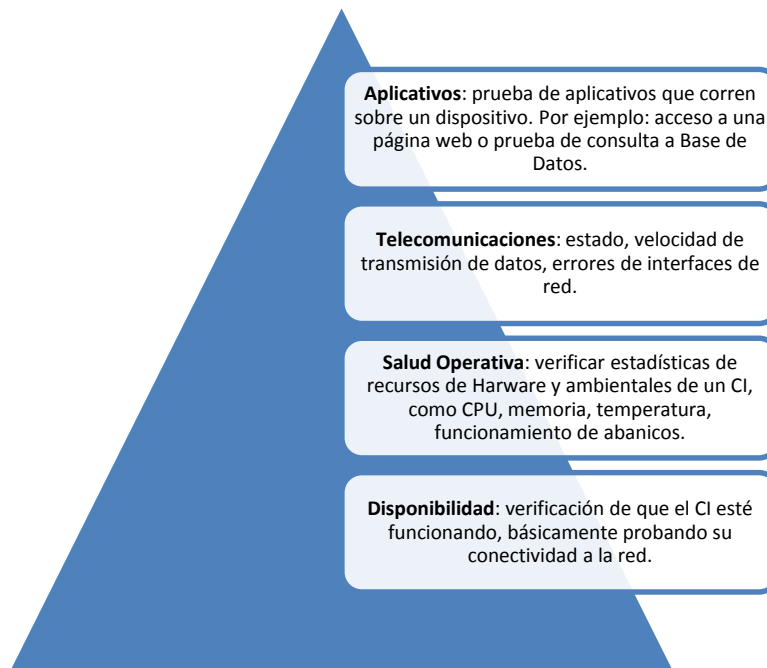 Aplicativos: prueba de aplicativos que corren
sobre un dispositivo. Por ejemplo: acceso a una
página web o prueba de consulta a Base de
Datos.
Telecomunicaciones: estado, velocidad de
transmisión de datos, errores de interfaces de
red.
Salud Operativa: verificar estadísticas de
recursos de Harware y ambientales de un CI,
como CPU, memoria, temperatura,
funcionamiento de abanicos.
Disponibilidad: verificación de que el CI esté
funcionando, básicamente probando su
conectividad a la red.